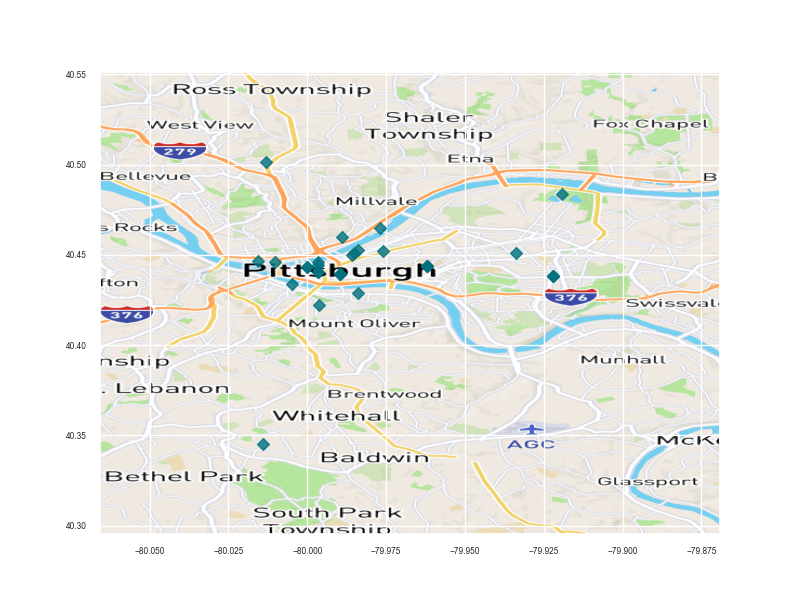 40.55
Ross Township
Shaler
Township
West View
Fox Chapel
279
Etna
40.50
Bellevue
B
Millvale
s Rocks
40.45
Pittsburgh
fton
376
Swissvale
376
40.40
Mount Oliver
nship
Munhall
. Lebanon
Brentwood
Whitehall
40.35
AGC
McKe
Baldwin
Bethel Park
Glassport
South Park
Township
40.30
−80.050
−80.025
−80.000
−79.975
−79.950
−79.925
−79.900
−79.875